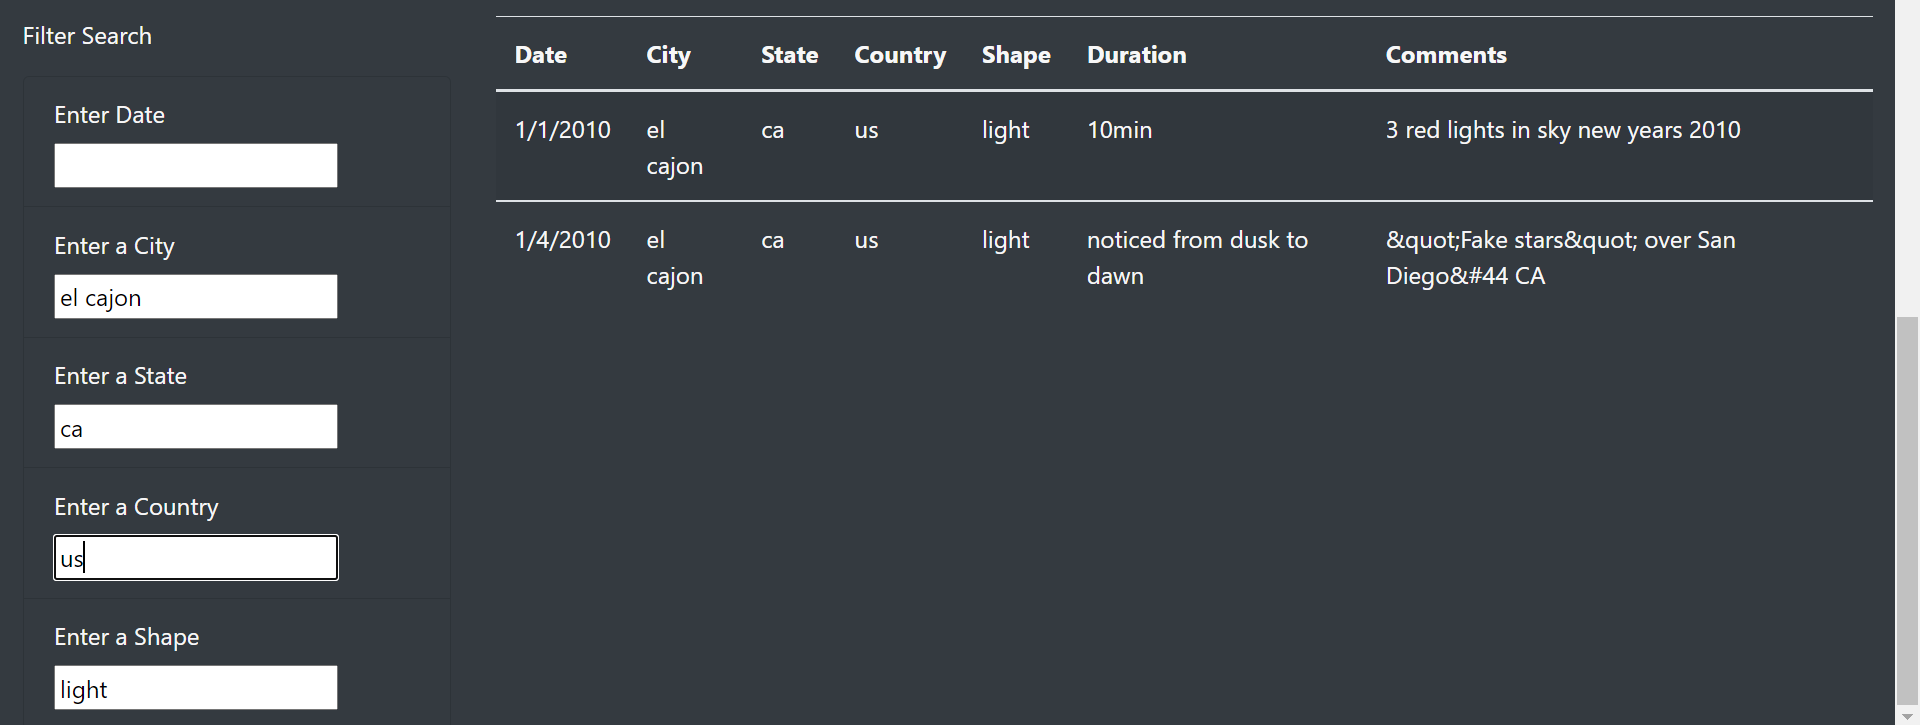 Filter Search
Enter Date
Enter a City
el cajon
Enter a State
ca
Enter a Country
us
Enter a Shape
light
Date City State Country Shape Duration Comments
1/1/2010 el ca us light 10min 3 red lights in sky new years 2010
cajon
1/4/2010 el ca us light noticed from dusk to &quot;Fake stars&quot; over San
cajon dawn Diego&#44 CA